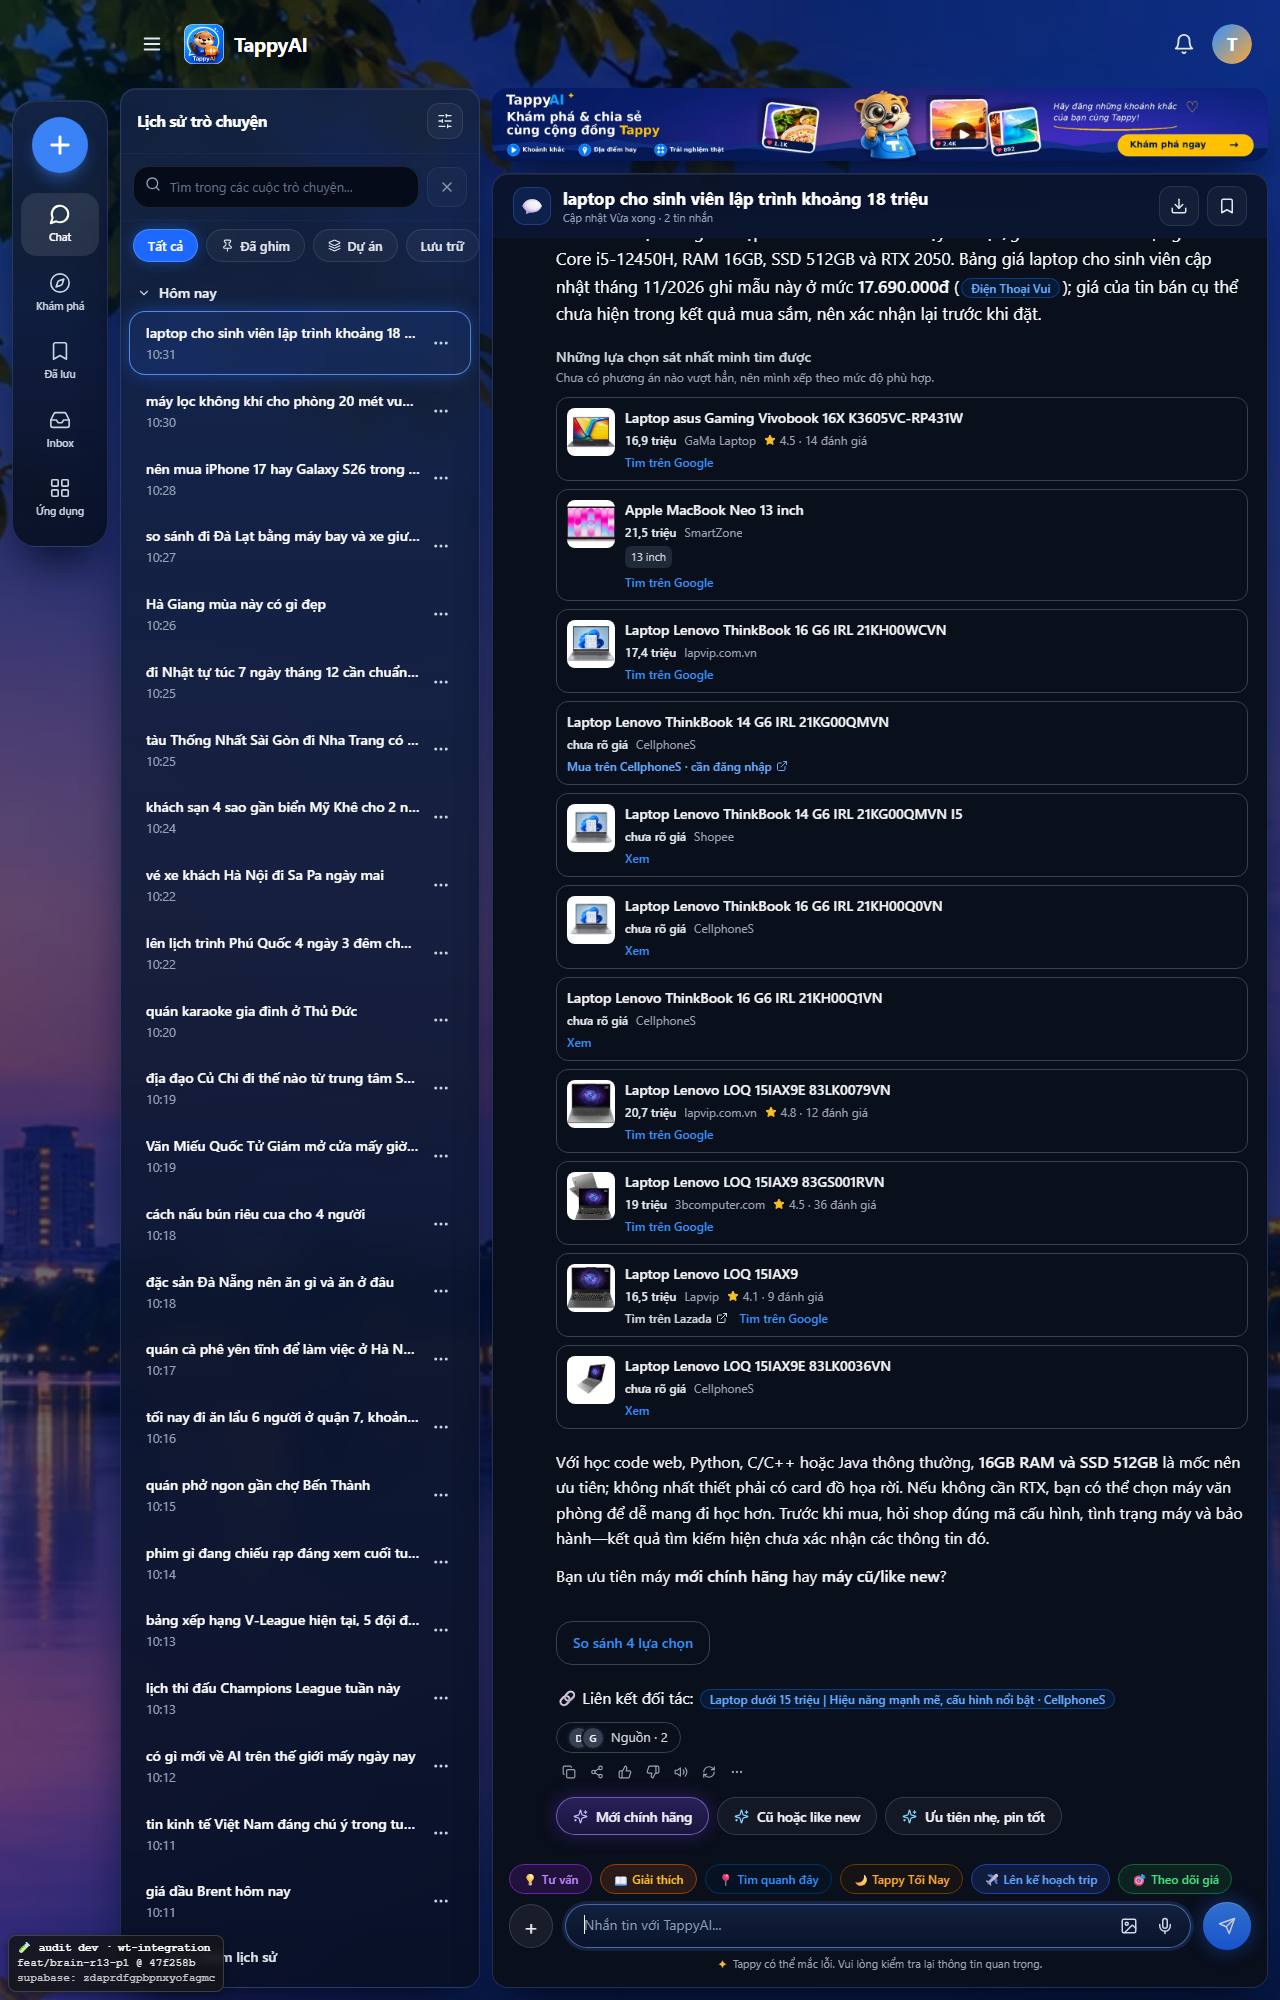 TappyAI
T
Lịch sử trò chuyện
Tìm trong các cuộc trò chuyện...
Tất cả
Đã ghim
Dự án
Lưu trữ
Hôm nay
laptop cho sinh viên lập trình khoảng 18 ...
10:31
máy lọc không khí cho phòng 20 mét vu...
10:30
nên mua iPhone 17 hay Galaxy S26 trong ...
10:28
so sánh đi Đà Lạt bằng máy bay và xe giư...
10:27
Hà Giang mùa này có gì đẹp
10:26
đi Nhật tự túc 7 ngày tháng 12 cần chuẩn...
10:25
tàu Thống Nhất Sài Gòn đi Nha Trang có ...
10:25
khách sạn 4 sao gần biển Mỹ Khê cho 2 n...
10:24
vé xe khách Hà Nội đi Sa Pa ngày mai
10:22
lên lịch trình Phú Quốc 4 ngày 3 đêm ch...
10:22
quán karaoke gia đình ở Thủ Đức
10:20
địa đạo Củ Chi đi thế nào từ trung tâm S...
10:19
Văn Miếu Quốc Tử Giám mở cửa mấy giờ...
10:19
cách nấu bún riêu cua cho 4 người
10:18
đặc sản Đà Nẵng nên ăn gì và ăn ở đâu
10:18
quán cà phê yên tĩnh để làm việc ở Hà N...
10:17
tối nay đi ăn lẩu 6 người ở quận 7, khoản...
10:16
quán phở ngon gần chợ Bến Thành
10:15
phim gì đang chiếu rạp đáng xem cuối tu...
10:14
bảng xếp hạng V-League hiện tại, 5 đội đ...
10:13
lịch thi đấu Champions League tuần này
10:13
có gì mới về AI trên thế giới mấy ngày nay
10:12
tin kinh tế Việt Nam đáng chú ý trong tu...
10:11
giá dầu Brent hôm nay
10:11
m lịch sử
audit dev · wt-integration
feat/brain-r13-p1 @ 47f258b
supabase: zdaprdfgpbpnxyofagmc
Chat
Khám phá
Đã lưu
Inbox
Ứng dụng
TappyAI
Khám phá & chia sẻ
cùng cộng đồng Tappy
Khoảnh khắc
Địa điểm hay
Trải nghiệm thật
1.1K
2.4K
892
Hãy đăng những khoảnh khắc
của bạn cùng Tappy!
Khám phá ngay →
laptop cho sinh viên lập trình khoảng 18 triệu
Cập nhật Vừa xong · 2 tin nhắn
Core i5-12450H, RAM 16GB, SSD 512GB và RTX 2050. Bảng giá laptop cho sinh viên cập
nhật tháng 11/2026 ghi mẫu này ở mức 17.690.000đ ( Điện Thoại Vui ); giá của tin bán cụ thể
chưa hiện trong kết quả mua sắm, nên xác nhận lại trước khi đặt.
Những lựa chọn sát nhất mình tìm được
Chưa có phương án nào vượt hẳn, nên mình xếp theo mức độ phù hợp.
Laptop asus Gaming Vivobook 16X K3605VC-RP431W
16,9 triệu GaMa Laptop 4.5 · 14 đánh giá
Tìm trên Google
Apple MacBook Neo 13 inch
21,5 triệu SmartZone
13 inch
Tìm trên Google
Laptop Lenovo ThinkBook 16 G6 IRL 21KH00WCVN
17,4 triệu lapvip.com.vn
Tìm trên Google
Laptop Lenovo ThinkBook 14 G6 IRL 21KG00QMVN
chưa rõ giá CellphoneS
Mua trên CellphoneS · cần đăng nhập
Laptop Lenovo ThinkBook 14 G6 IRL 21KG00QMVN I5
chưa rõ giá Shopee
Xem
Laptop Lenovo ThinkBook 16 G6 IRL 21KH00Q0VN
chưa rõ giá CellphoneS
Xem
Laptop Lenovo ThinkBook 16 G6 IRL 21KH00Q1VN
chưa rõ giá CellphoneS
Xem
Laptop Lenovo LOQ 15IAX9E 83LK0079VN
20,7 triệu lapvip.com.vn 4.8 · 12 đánh giá
Tìm trên Google
Laptop Lenovo LOQ 15IAX9 83GS001RVN
19 triệu 3bcomputer.com 4.5 · 36 đánh giá
Tìm trên Google
Laptop Lenovo LOQ 15IAX9
16,5 triệu Lapvip 4.1 · 9 đánh giá
Tìm trên Lazada Tìm trên Google
Laptop Lenovo LOQ 15IAX9E 83LK0036VN
chưa rõ giá CellphoneS
Xem
Với học code web, Python, C/C++ hoặc Java thông thường, 16GB RAM và SSD 512GB là mốc nên
ưu tiên; không nhất thiết phải có card đồ họa rời. Nếu không cần RTX, bạn có thể chọn máy văn
phòng để dễ mang đi học hơn. Trước khi mua, hỏi shop đúng mã cấu hình, tình trạng máy và bảo
hành—kết quả tìm kiếm hiện chưa xác nhận các thông tin đó.
Bạn ưu tiên máy mới chính hãng hay máy cũ/like new?
So sánh 4 lựa chọn
Liên kết đối tác: Laptop dưới 15 triệu | Hiệu năng mạnh mẽ, cấu hình nổi bật · CellphoneS
D G Nguồn · 2
Mới chính hãng
Cũ hoặc like new
Ưu tiên nhẹ, pin tốt
Tư vấn
Giải thích
Tìm quanh đây
Tappy Tối Nay
Lên kế hoạch trip
Theo dõi giá
Nhắn tin với TappyAI...
Tappy có thể mắc lỗi. Vui lòng kiểm tra lại thông tin quan trọng.